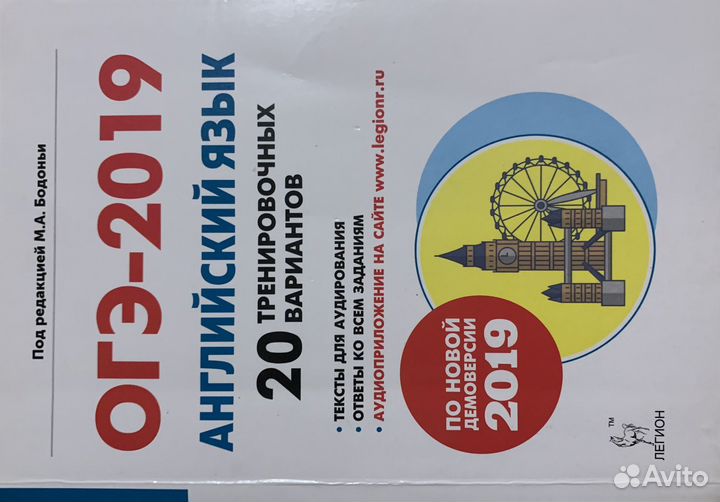 Под редакцией М.А. Бодоньи
ОГЭ-2019
АНГЛИЙСКИЙ ЯЗЫК
20 ТРЕНИРОВОЧНЫХ
ВАРИАНТОВ
• ТЕКСТЫ ДЛЯ АУДИРОВАНИЯ
• ОТВЕТЫ КО ВСЕМ ЗАДАНИЯМ
• АУДИОПРИЛОЖЕНИЕ НА САЙТЕ www.legionr.ru
ПО НОВОЙ
ДЕМОВЕРСИИ
2019
TM
ЛЕГИОН
Avito